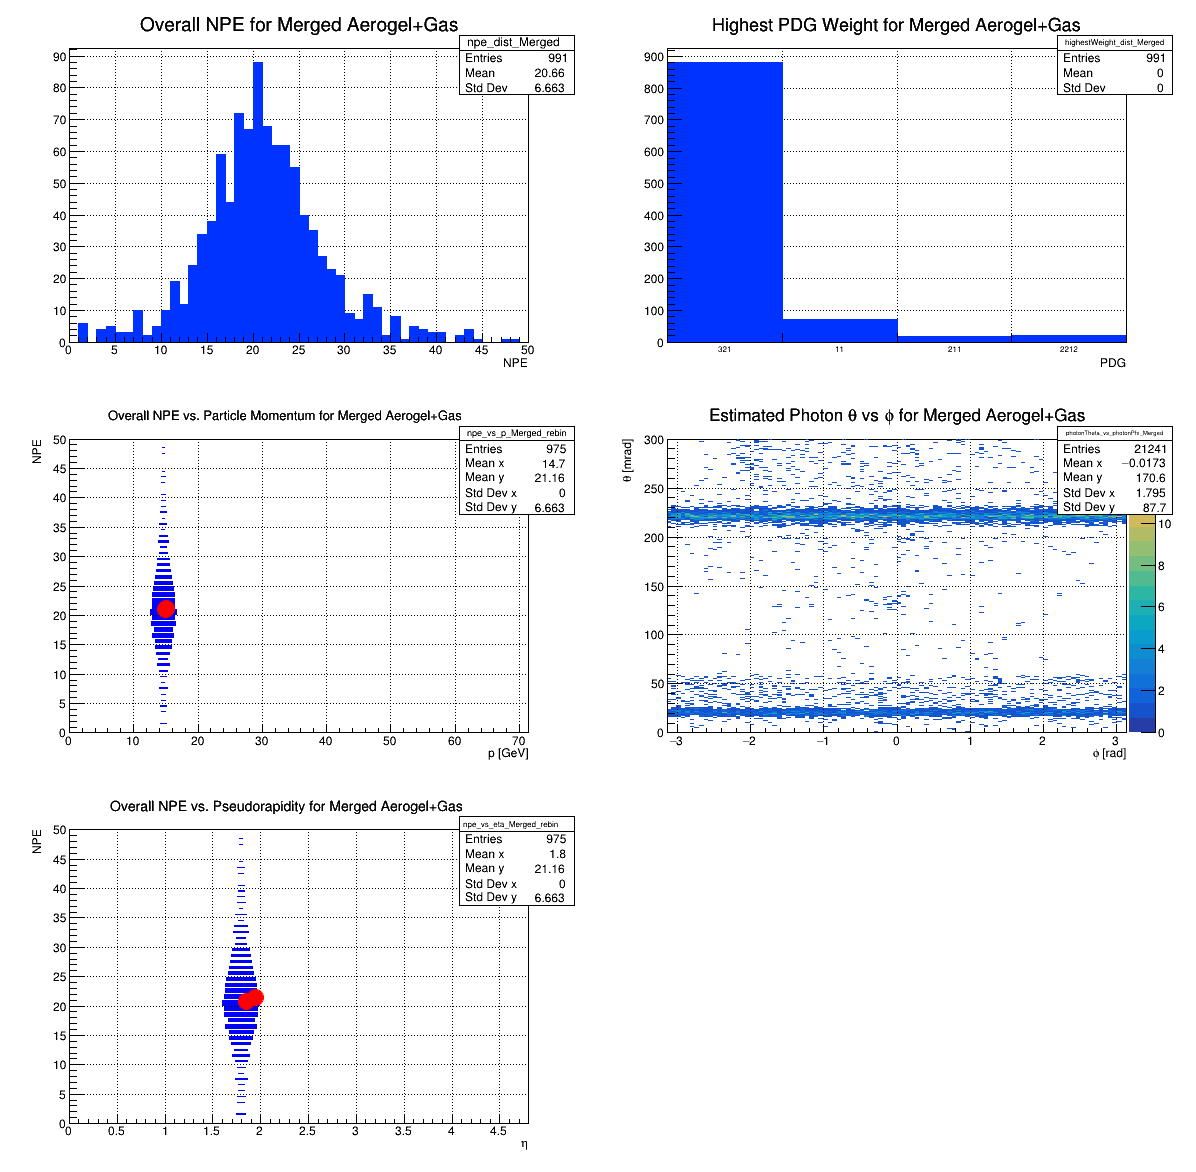 Overall NPE for Merged Aerogel+Gas
npe_dist_Merged
Entries 991
Mean 20.66
Std Dev 6.663
90
80
70
60
50
40
30
20
10
0
0 5 10 15 20 25 30 35 40 45 50
NPE
Highest PDG Weight for Merged Aerogel+Gas
highestWeight_dist_Merged
Entries 991
Mean 0
Std Dev 0
900
800
700
600
500
400
300
200
100
0
321 11 211 2212
PDG
Overall NPE vs. Particle Momentum for Merged Aerogel+Gas
npe_vs_p_Merged_rebin
Entries 975
Mean x 14.7
Mean y 21.16
Std Dev x 0
Std Dev y 6.663
NPE
50
45
40
35
30
25
20
15
10
5
0
0 10 20 30 40 50 60 70
p [GeV]
Estimated Photon θ vs ϕ for Merged Aerogel+Gas
photonTheta_vs_photonPhi_Merged
Entries 21241
Mean x −0.0173
Mean y 170.6
Std Dev x 1.795
Std Dev y 87.7
θ [mrad]
300
250
200
150
100
50
0
−3 −2 −1 0 1 2 3
ϕ [rad]
10
8
6
4
2
0
Overall NPE vs. Pseudorapidity for Merged Aerogel+Gas
npe_vs_eta_Merged_rebin
Entries 975
Mean x 1.8
Mean y 21.16
Std Dev x 0
Std Dev y 6.663
NPE
50
45
40
35
30
25
20
15
10
5
0
0 0.5 1 1.5 2 2.5 3 3.5 4 4.5
η